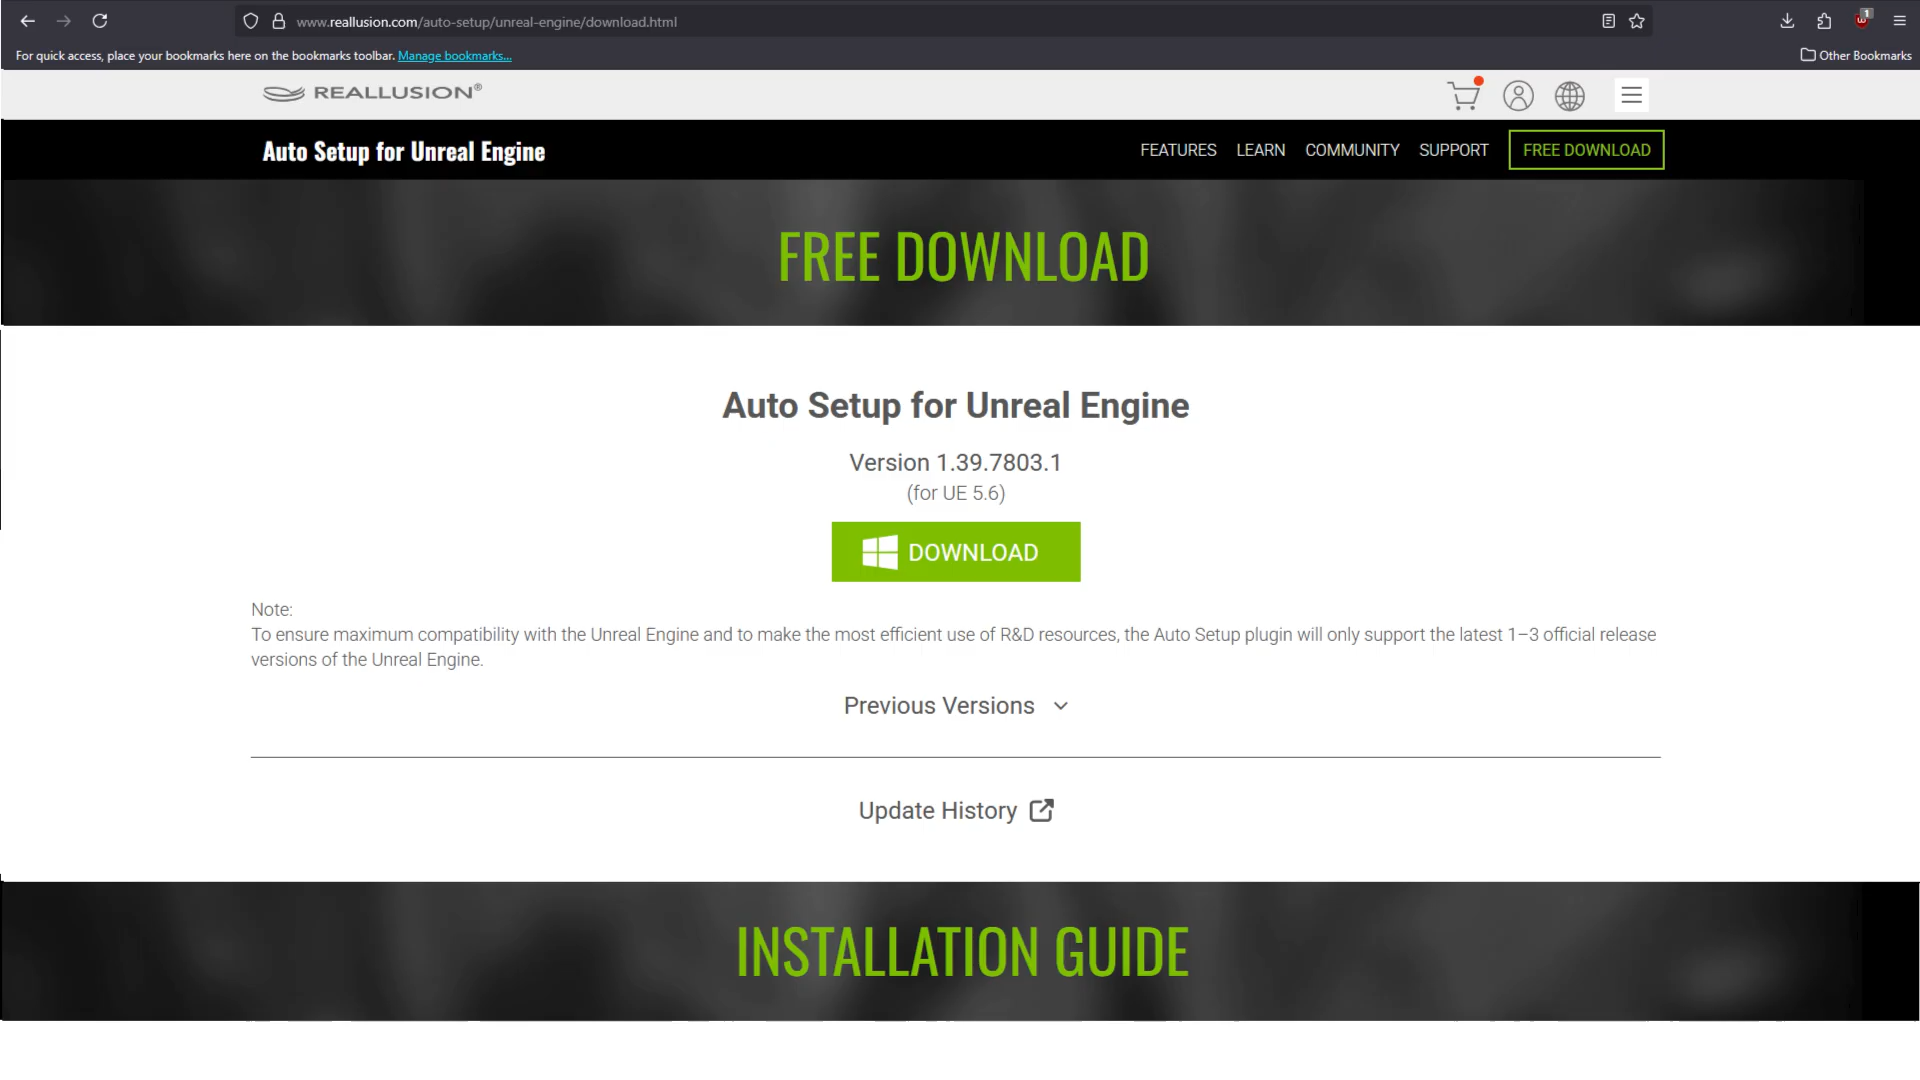 www.reallusion.com/auto-setup/unreal-engine/download.html
1
For quick access, place your bookmarks here on the bookmarks toolbar. Manage bookmarks...
Other Bookmarks
REALLUSION®
Auto Setup for Unreal Engine
FEATURES
LEARN
COMMUNITY
SUPPORT
FREE DOWNLOAD
FREE DOWNLOAD
Auto Setup for Unreal Engine
Version 1.39.7803.1
(for UE 5.6)
DOWNLOAD
Note:
To ensure maximum compatibility with the Unreal Engine and to make the most efficient use of R&D resources, the Auto Setup plugin will only support the latest 1–3 official release
versions of the Unreal Engine.
Previous Versions
Update History
INSTALLATION GUIDE